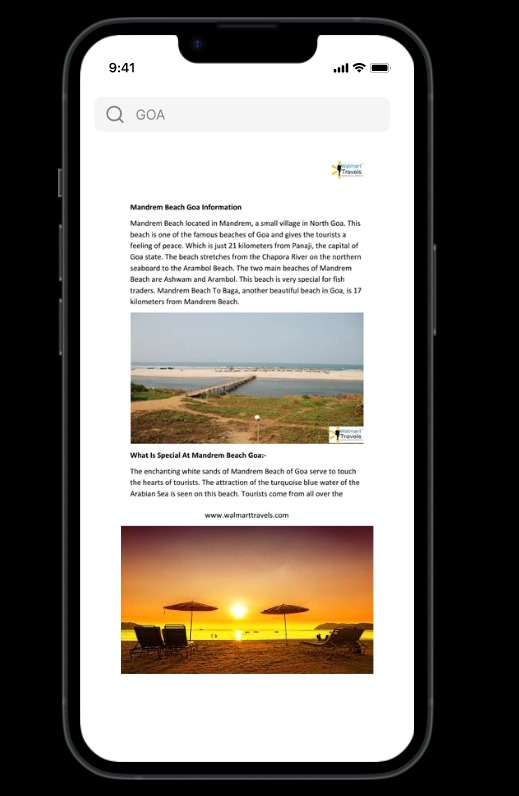 9:41
GOA
Walmart
Travels
Mandrem Beach Goa Information
Mandrem Beach located in Mandrem, a small village in North Goa. This
beach is one of the famous beaches of Goa and gives the tourists a
feeling of peace. Which is just 21 kilometers from Panaji, the capital of
Goa state. The beach stretches from the Chapora River on the northern
seaboard to the Arambol Beach. The two main beaches of Mandrem
Beach are Ashwam and Arambol. This beach is very special for fish
traders. Mandrem Beach To Baga, another beautiful beach in Goa, is 17
kilometers from Mandrem Beach.
Walmart
Travels
What Is Special At Mandrem Beach Goa:-
The enchanting white sands of Mandrem Beach of Goa serve to touch
the hearts of tourists. The attraction of the turquoise blue water of the
Arabian Sea is seen on this beach. Tourists come from all over the
www.walmarttravels.com